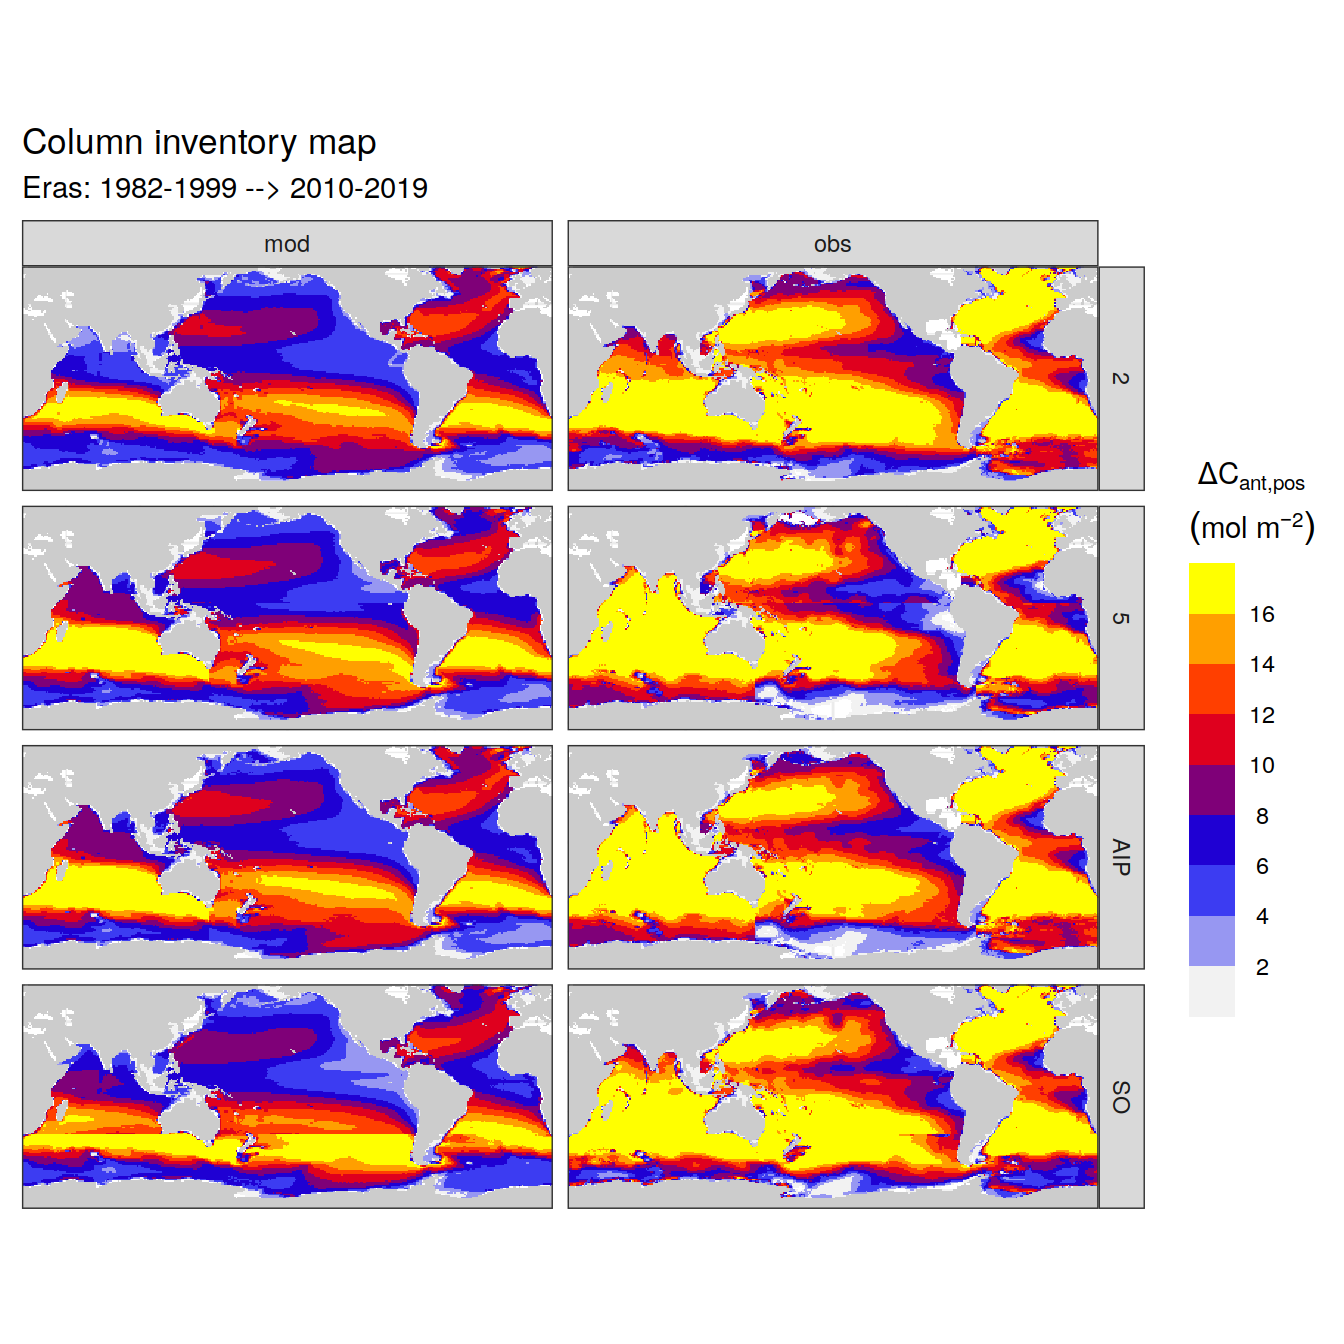 Column inventory map
Eras: 1982-1999 --> 2010-2019
mod
obs
2
5
AIP
SO
ΔCant,pos
(mol m−2)
16
14
12
10
8
6
4
2